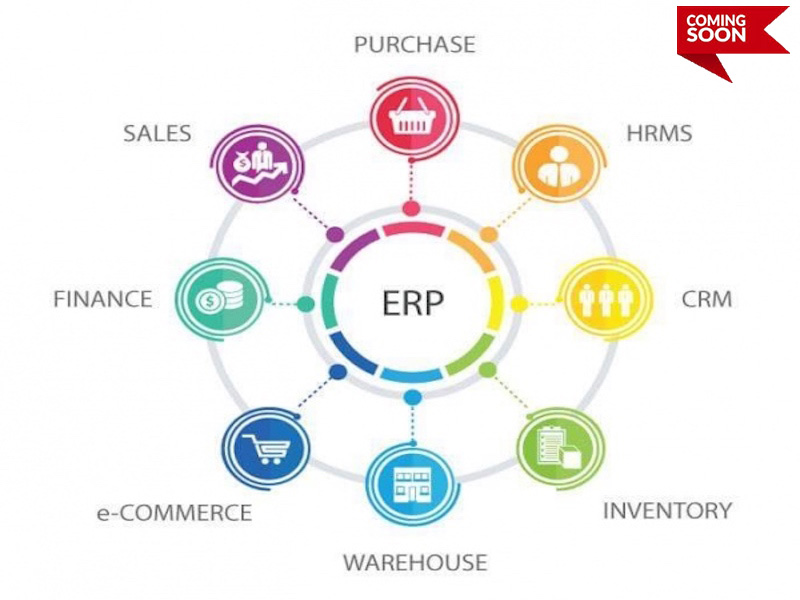 COMING
SOON
PURCHASE
SALES
HRMS
FINANCE
ERP
CRM
e-COMMERCE
INVENTORY
WAREHOUSE
$
$